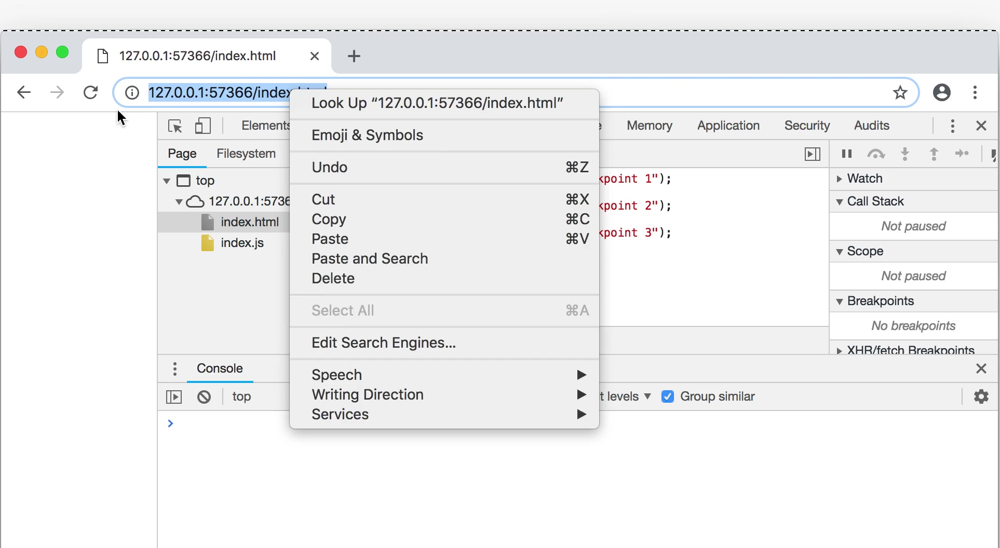 127.0.0.1:57366/index.html
127.0.0.1:57366/index.html
Look Up “127.0.0.1:57366/index.html”
Emoji & Symbols
Undo ⌘Z
Cut ⌘X
Copy ⌘C
Paste ⌘V
Paste and Search
Delete
Select All ⌘A
Edit Search Engines...
Speech
Writing Direction
Services
Elements Memory Application Security Audits
Page Filesystem
top
127.0.0.1:5736
index.html
index.js
kpoint 1");
kpoint 2");
kpoint 3");
Watch
Call Stack
Not paused
Scope
Not paused
Breakpoints
No breakpoints
XHR/fetch Breakpoints
Console
top t levels Group similar